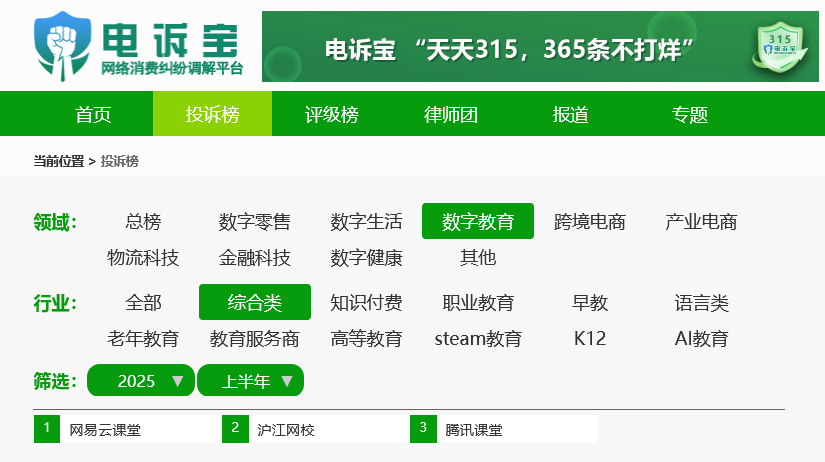 电诉宝
网络消费纠纷调解平台
电诉宝 “天天315，365条不打烊”
315
电诉宝
首页 投诉榜 评级榜 律师团 报道 专题
当前位置 > 投诉榜
领域： 总榜 数字零售 数字生活 数字教育 跨境电商 产业电商
物流科技 金融科技 数字健康 其他
行业： 全部 综合类 知识付费 职业教育 早教 语言类
老年教育 教育服务商 高等教育 steam教育 K12 AI教育
筛选： 2025 ▼ 上半年 ▼
1 网易云课堂 2 沪江网校 3 腾讯课堂